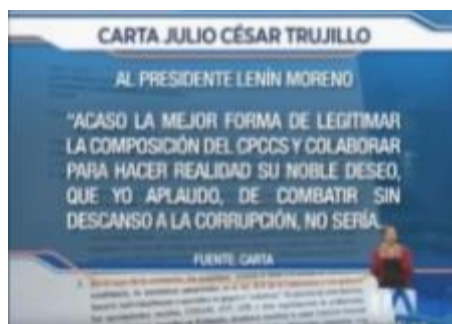 CARTA JULIO CÉSAR TRUJILLO
AL PRESIDENTE LENÍN MORENO
"ACASO LA MEJOR FORMA DE LEGITIMAR
LA COMPOSICIÓN DEL CPCCS Y COLABORAR
PARA HACER REALIDAD SU NOBLE DESEO,
QUE YO APLAUDO, DE COMBATIR SIN
DESCANSO A LA CORRUPCIÓN, NO SERÍA...
FUENTE: CARTA